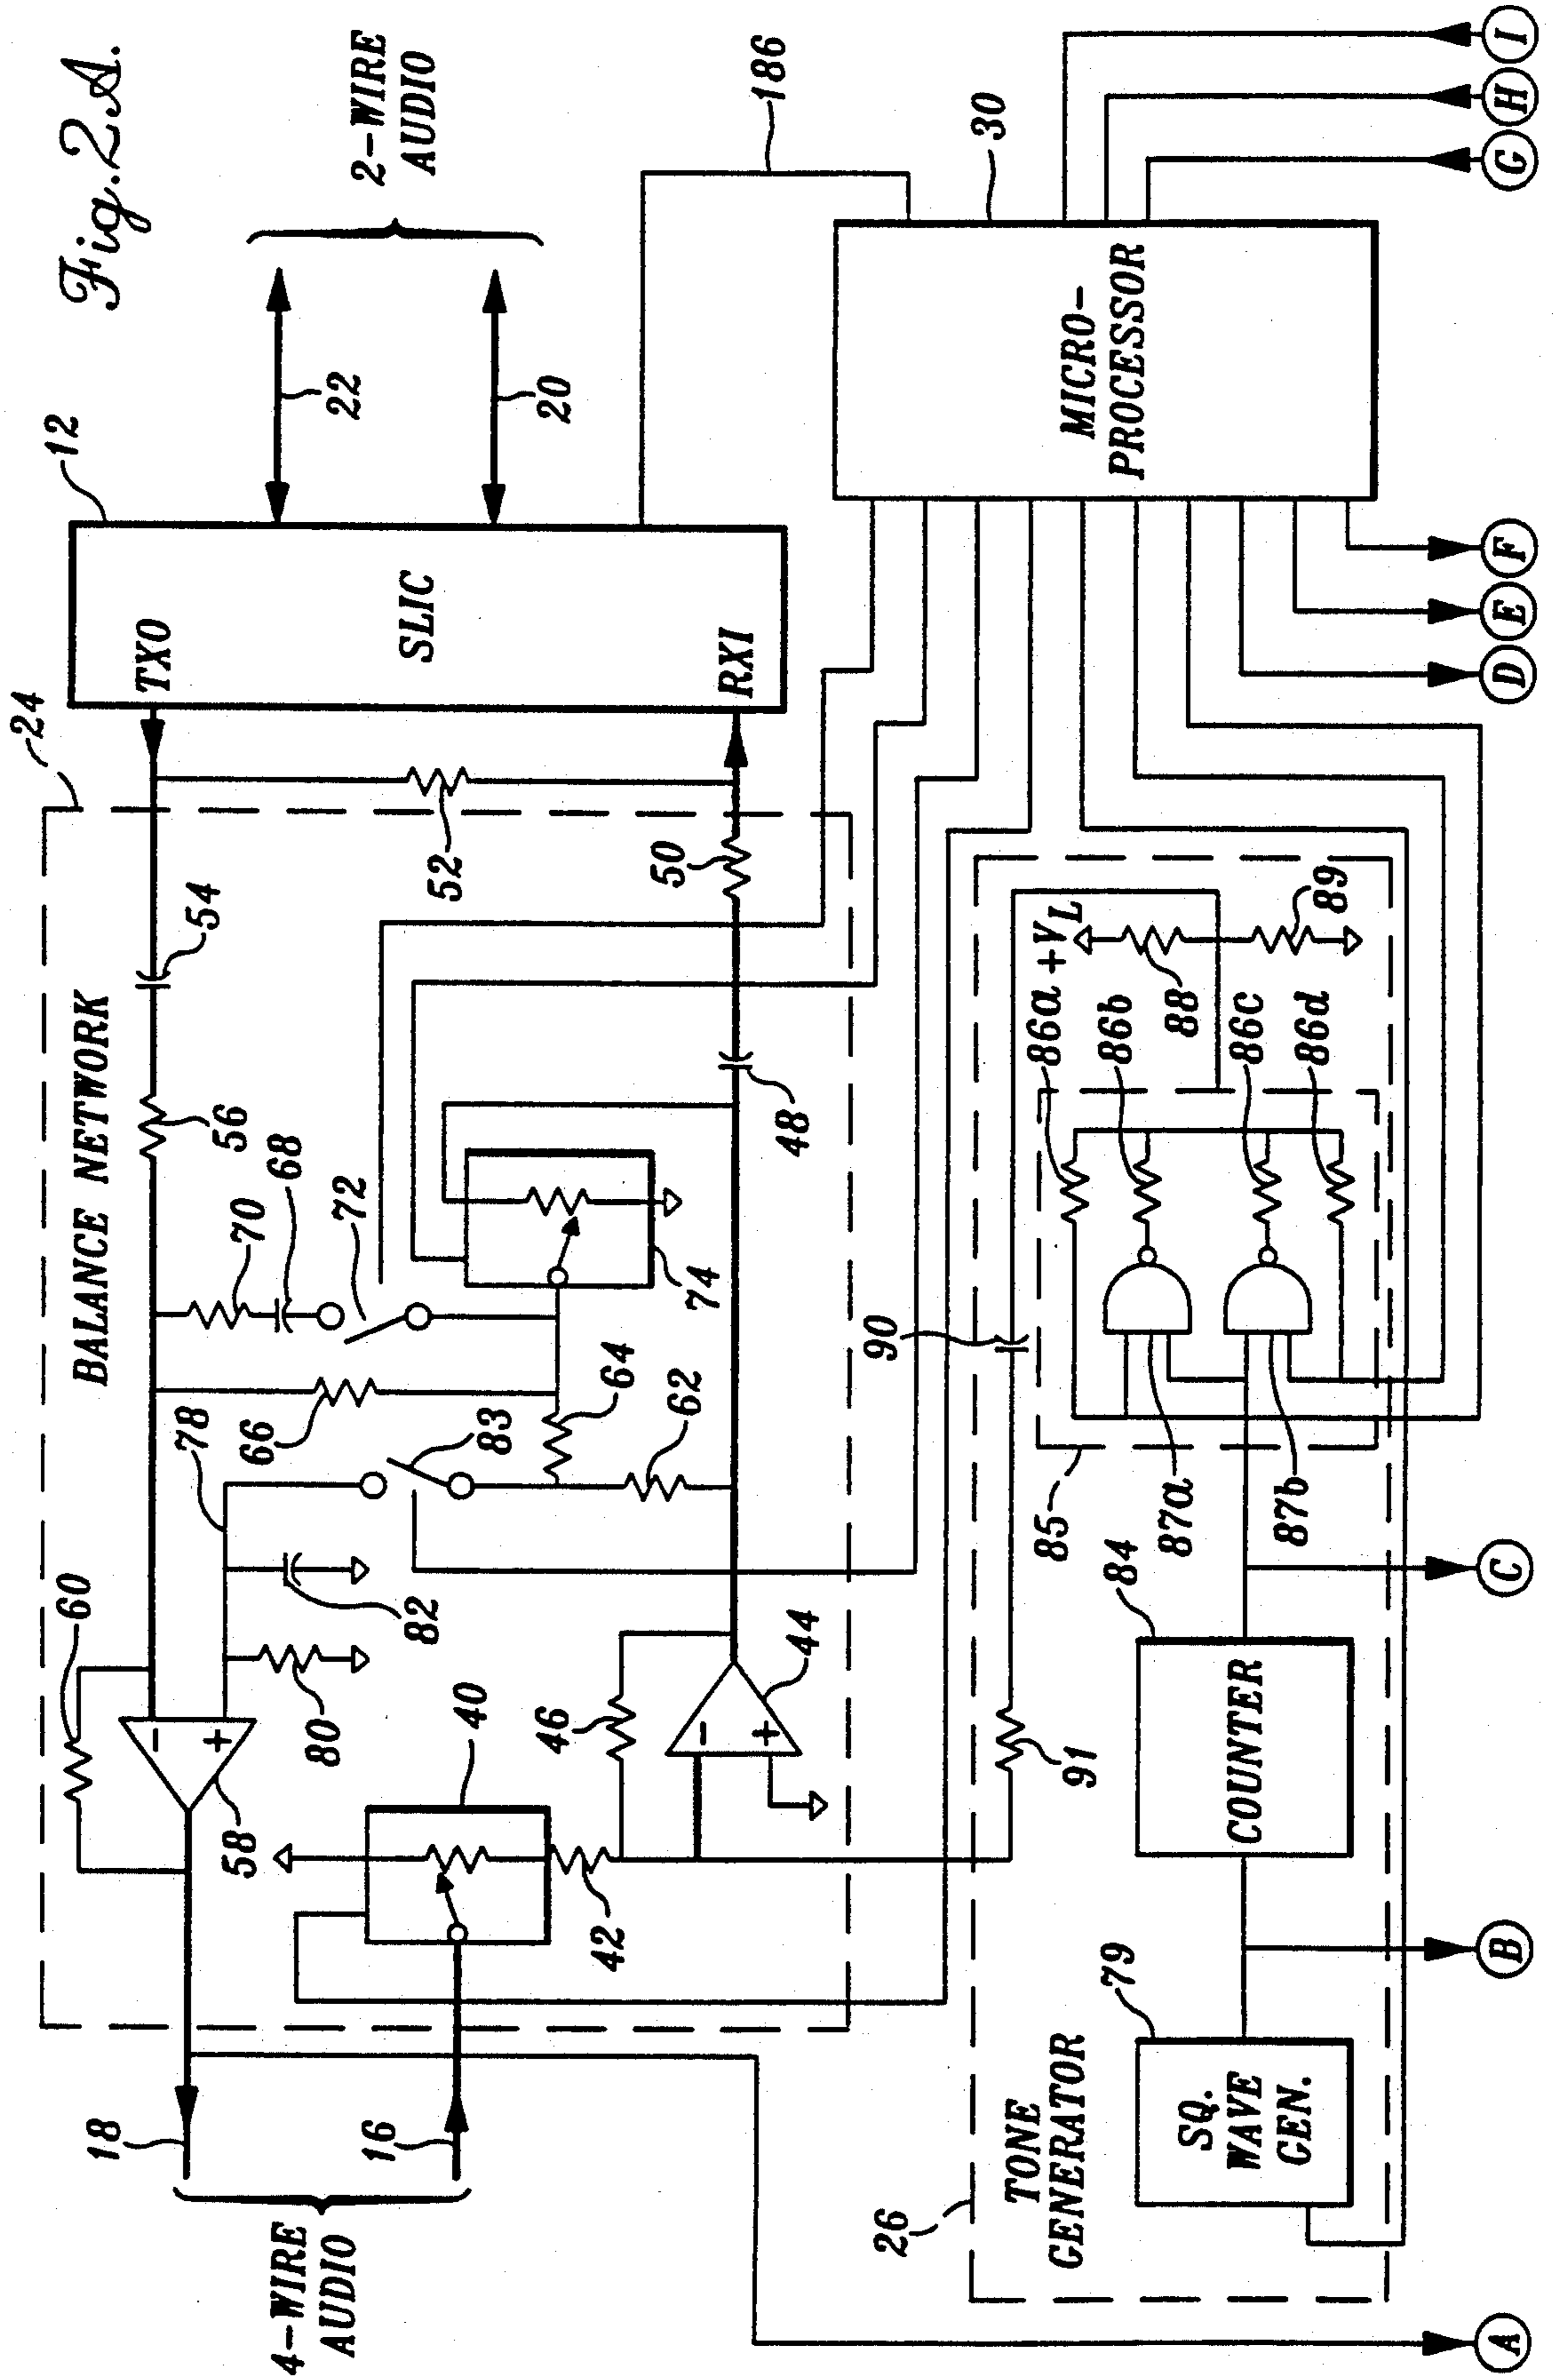 Fig. 2A.
24
12
2-WIRE
AUDIO
22
20
TXO
SLIC
RXI
186
30
BALANCE NETWORK
54
56
52
50
60
78
70
68
72
66
83
64
62
74
48
58
80
82
40
46
44
42
18
16
4-WIRE
AUDIO
MICRO-
PROCESSOR
90
91
+VL
86a
86b
86c
86d
88
89
85
87a
87b
84
COUNTER
79
SQ.
WAVE
GEN.
26
TONE
GENERATOR
A
B
C
D
E
F
G
H
I